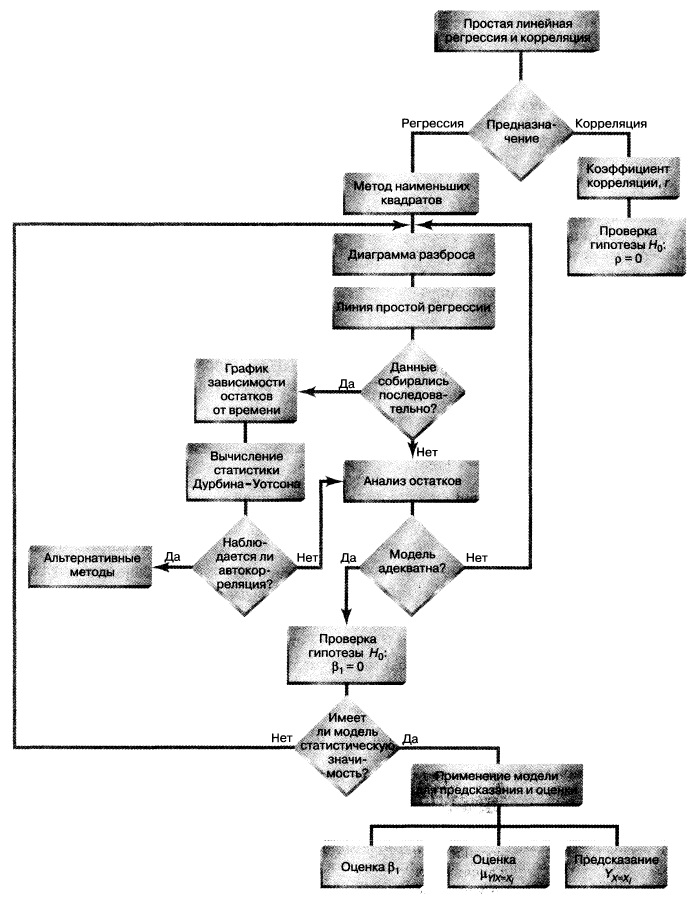 Простая линейная
регрессия и корреляция
Регрессия
Предназна-
чение
Корреляция
Метод наименьших
квадратов
Коэффициент
корреляции, r
Проверка
гипотезы H₀:
ρ = 0
Диаграмма разброса
Линия простой регрессии
График
зависимости
остатков
от времени
Да
Данные
собирались
последова-
тельно?
Нет
Вычисление
статистики
Дурбина–Уотсона
Анализ остатков
Альтернативные
методы
Да
Наблю-
дается ли
автокор-
реляция?
Нет
Да
Модель
адекватна?
Нет
Проверка
гипотезы H₀:
β₁ = 0
Нет
Имеет
ли модель
статистическую
значи-
мость?
Да
Применение модели
для предсказания и оценки
Оценка β₁
Оценка
μY|X=Xi
Предсказание
YX=Xi